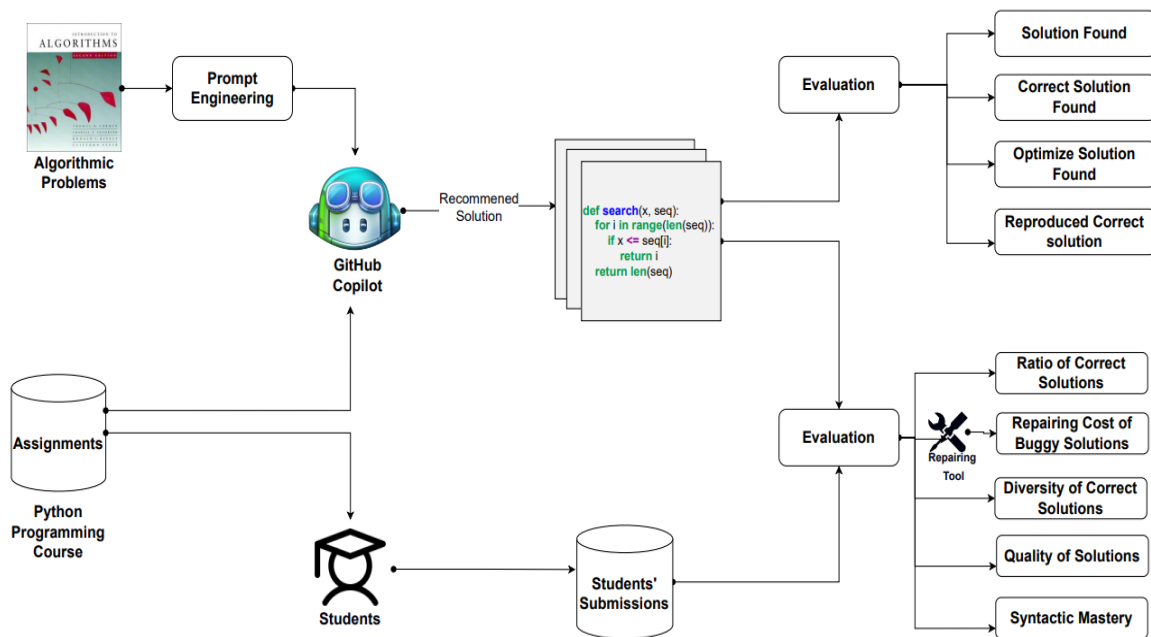 INTRODUCTION TO
ALGORITHMS
SECOND EDITION
Algorithmic
Problems
Prompt
Engineering
GitHub
Copilot
Recommened
Solution
def search(x, seq):
for i in range(len(seq)):
if x <= seq[i]:
return i
return len(seq)
Evaluation
Solution Found
Correct Solution
Found
Optimize Solution
Found
Reproduced Correct
solution
Assignments
Python
Programming
Course
Students
Students'
Submissions
Evaluation
Repairing
Tool
Ratio of Correct
Solutions
Repairing Cost of
Buggy Solutions
Diversity of Correct
Solutions
Quality of Solutions
Syntactic Mastery